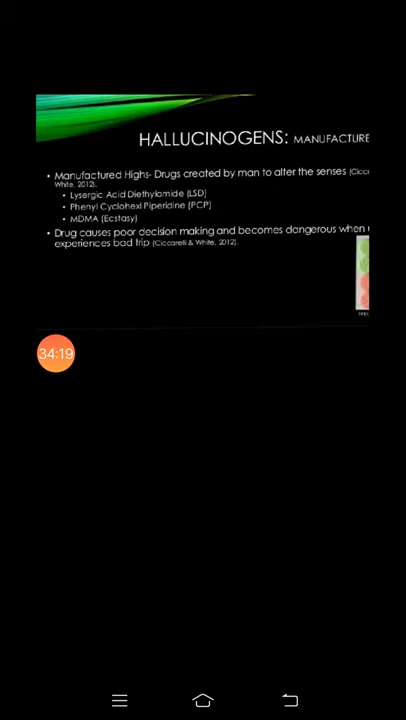 HALLUCINOGENS: MANUFACTURE
• Manufactured Highs- Drugs created by man to alter the senses
White, 2012).
• Lysergic Acid Diethylamide (LSD)
• Phenyl Cyclohexl Piperidine (PCP)
• MDMA (Ecstasy)
• Drug causes poor decision making and becomes dangerous when
experiences bad trip (Ciccarelli & White, 2012).
34:19